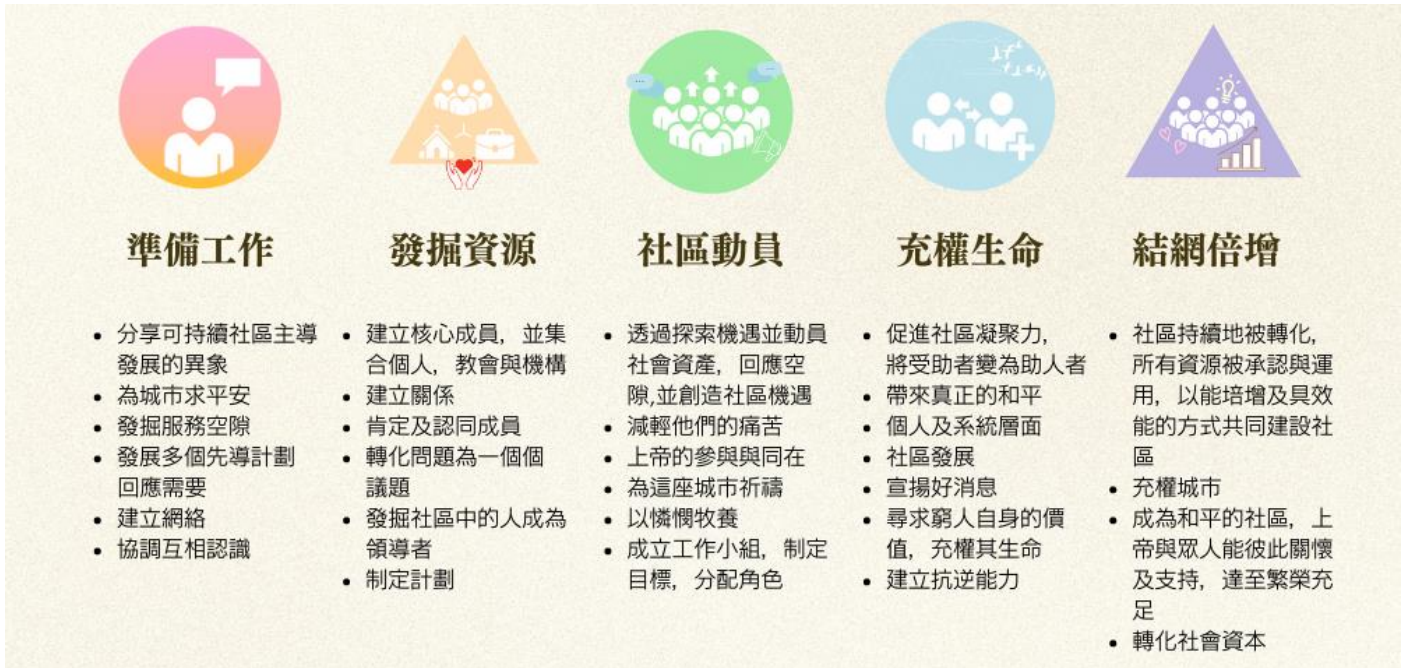 準備工作
• 分享可持續社區主導
發展的異象
• 為城市求平安
• 發掘服務空隙
• 發展多個先導計劃
回應需要
• 建立網絡
• 協調互相認識
發掘資源
• 建立核心成員，並集
合個人，教會與機構
• 建立關係
• 肯定及認同成員
• 轉化問題為一個個
議題
• 發掘社區中的人成為
領導者
• 制定計劃
社區動員
• 透過探索機遇並動員
社會資產，回應空
隙,並創造社區機遇
• 減輕他們的痛苦
• 上帝的參與與同在
• 為這座城市祈禱
• 以憐憫牧養
• 成立工作小組，制定
目標，分配角色
充權生命
• 促進社區凝聚力，
將受助者變為助人者
• 帶來真正的和平
• 個人及系統層面
• 社區發展
• 宣揚好消息
• 尋求窮人自身的價
值，充權其生命
• 建立抗逆能力
結網倍增
• 社區持續地被轉化，
所有資源被承認與運
用，以能培增及具效
能的方式共同建設社
區
• 充權城市
• 成為和平的社區，上
帝與眾人能彼此關懷
及支持，達至繁榮充
足
• 轉化社會資本